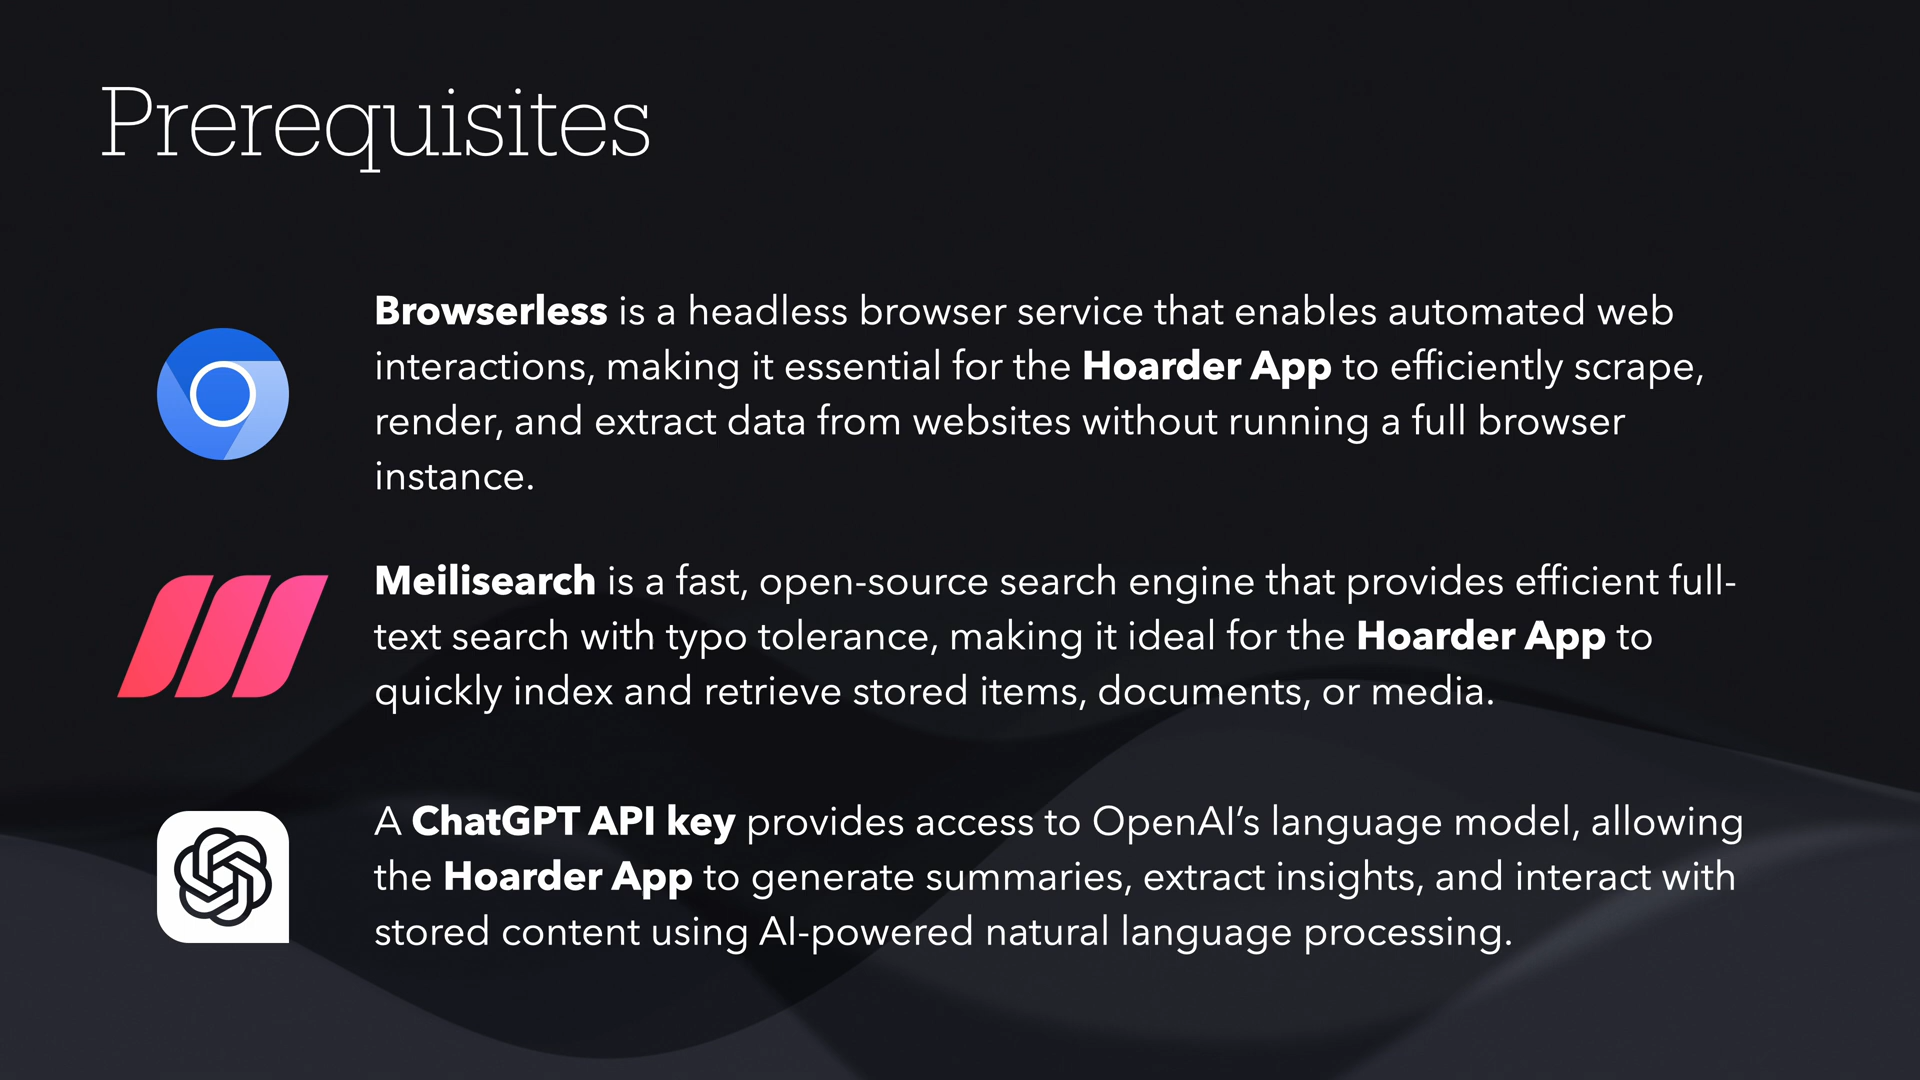 Prerequisites
Browserless is a headless browser service that enables automated web
interactions, making it essential for the Hoarder App to efficiently scrape,
render, and extract data from websites without running a full browser
instance.
Meilisearch is a fast, open-source search engine that provides efficient full-
text search with typo tolerance, making it ideal for the Hoarder App to
quickly index and retrieve stored items, documents, or media.
A ChatGPT API key provides access to OpenAI’s language model, allowing
the Hoarder App to generate summaries, extract insights, and interact with
stored content using AI-powered natural language processing.